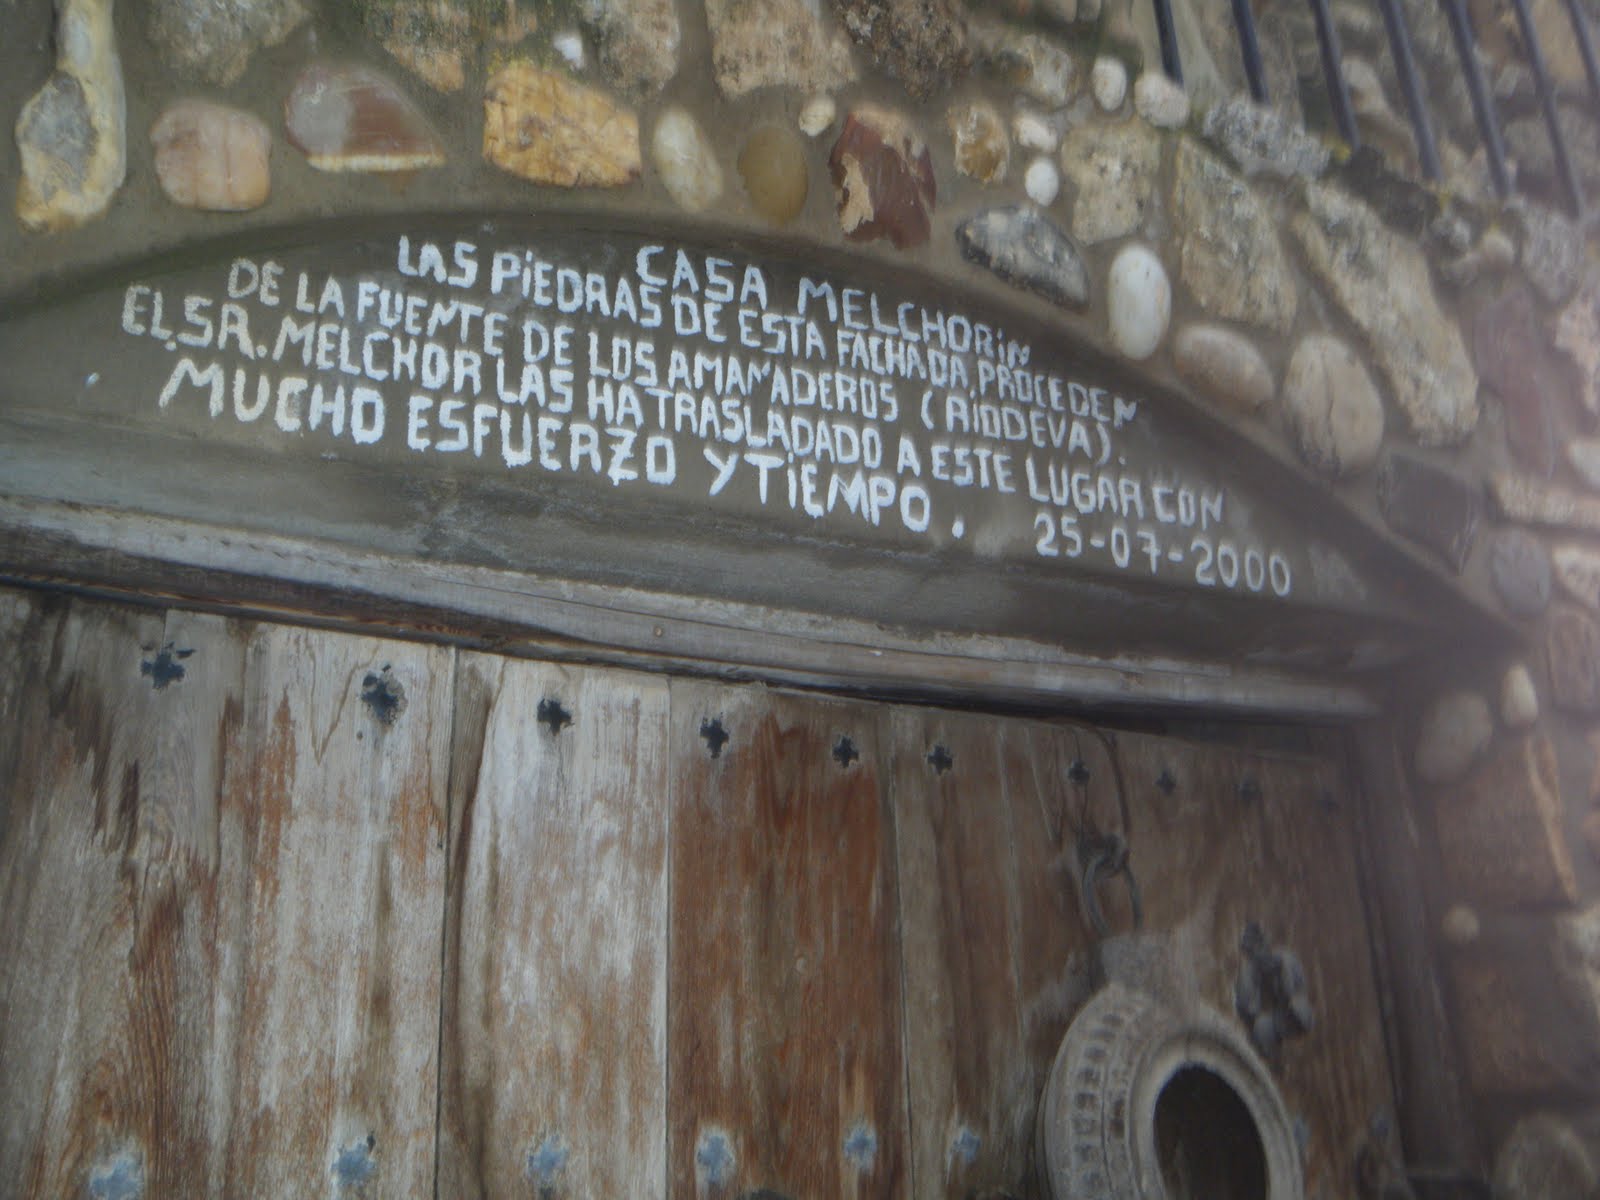 CASA MELCHORiN
LAS PiEDRAS DE ESTA FACHADA, PROCEDEN
DE LA FUENTE DE LOS AMANADEROS (RiODEVA).
EL SR. MELCHOR LAS HA TRASLADADO A ESTE LUGAR CON
MUCHO ESFUERZO Y TiEMPO. 25-07-2000